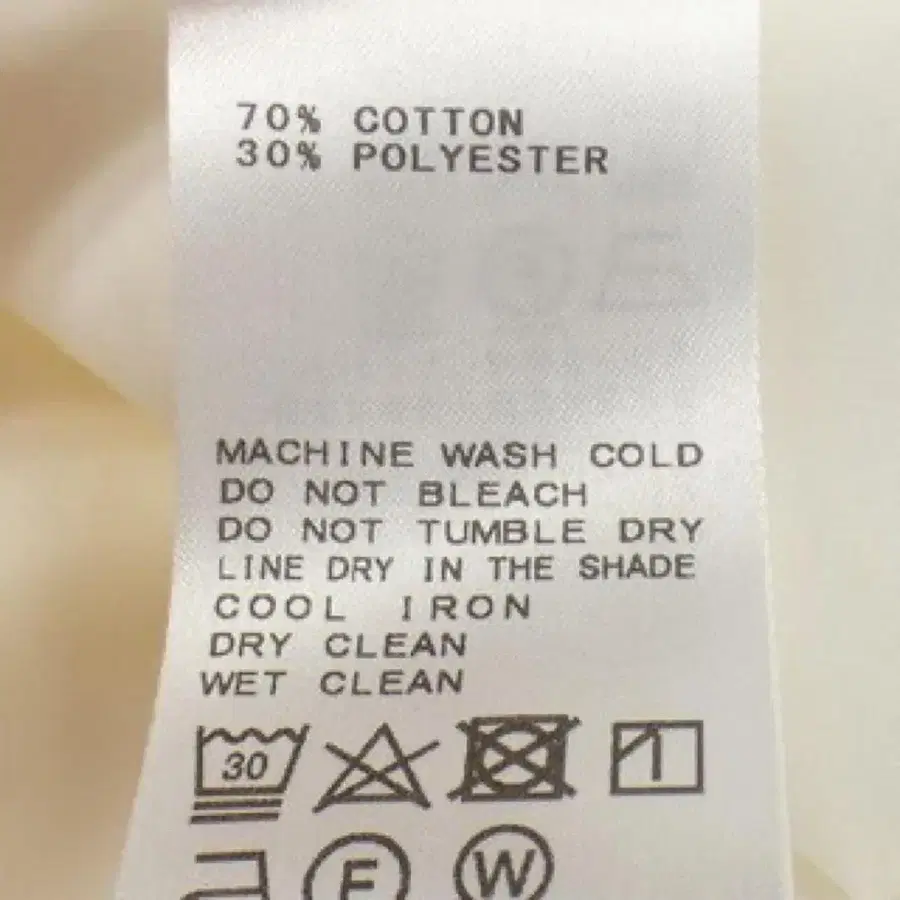 70% COTTON
30% POLYESTER
MACHINE WASH COLD
DO NOT BLEACH
DO NOT TUMBLE DRY
LINE DRY IN THE SHADE
COOL IRON
DRY CLEAN
WET CLEAN
30
F W